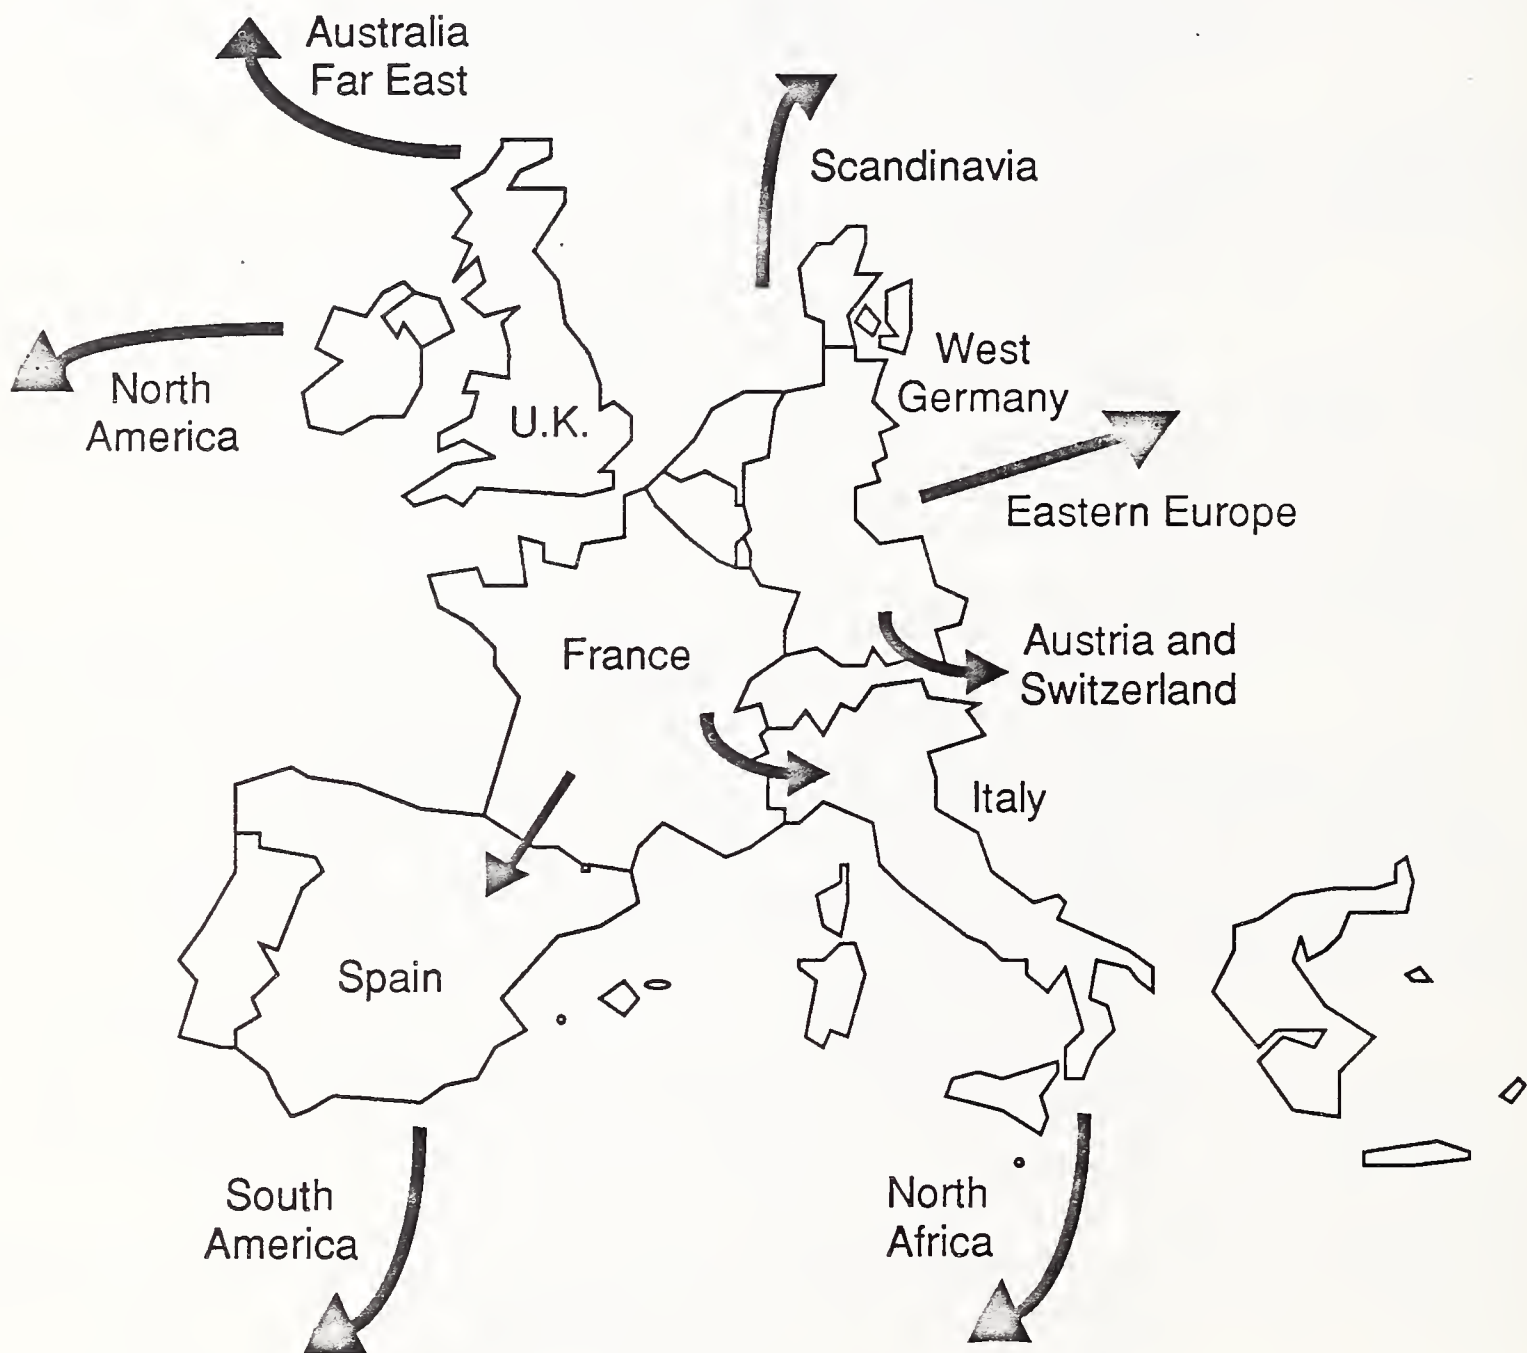 Australia
Far East
Scandinavia
West
Germany
North
America
U.K.
Eastern Europe
France
Austria and
Switzerland
Italy
Spain
South
America
North
Africa